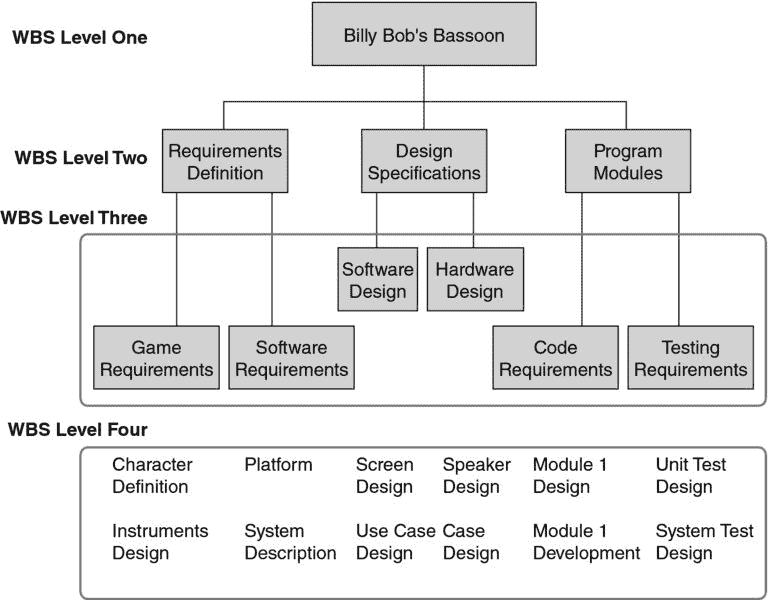 WBS Level One
Billy Bob's Bassoon
WBS Level Two
Requirements
Definition
Design
Specifications
Program
Modules
WBS Level Three
Software
Design
Hardware
Design
Game
Requirements
Software
Requirements
Code
Requirements
Testing
Requirements
WBS Level Four
Character
Definition
Platform
Screen
Design
Speaker
Design
Module 1
Design
Unit Test
Design
Instruments
Design
System
Description
Use Case
Design
Case
Design
Module 1
Development
System Test
Design